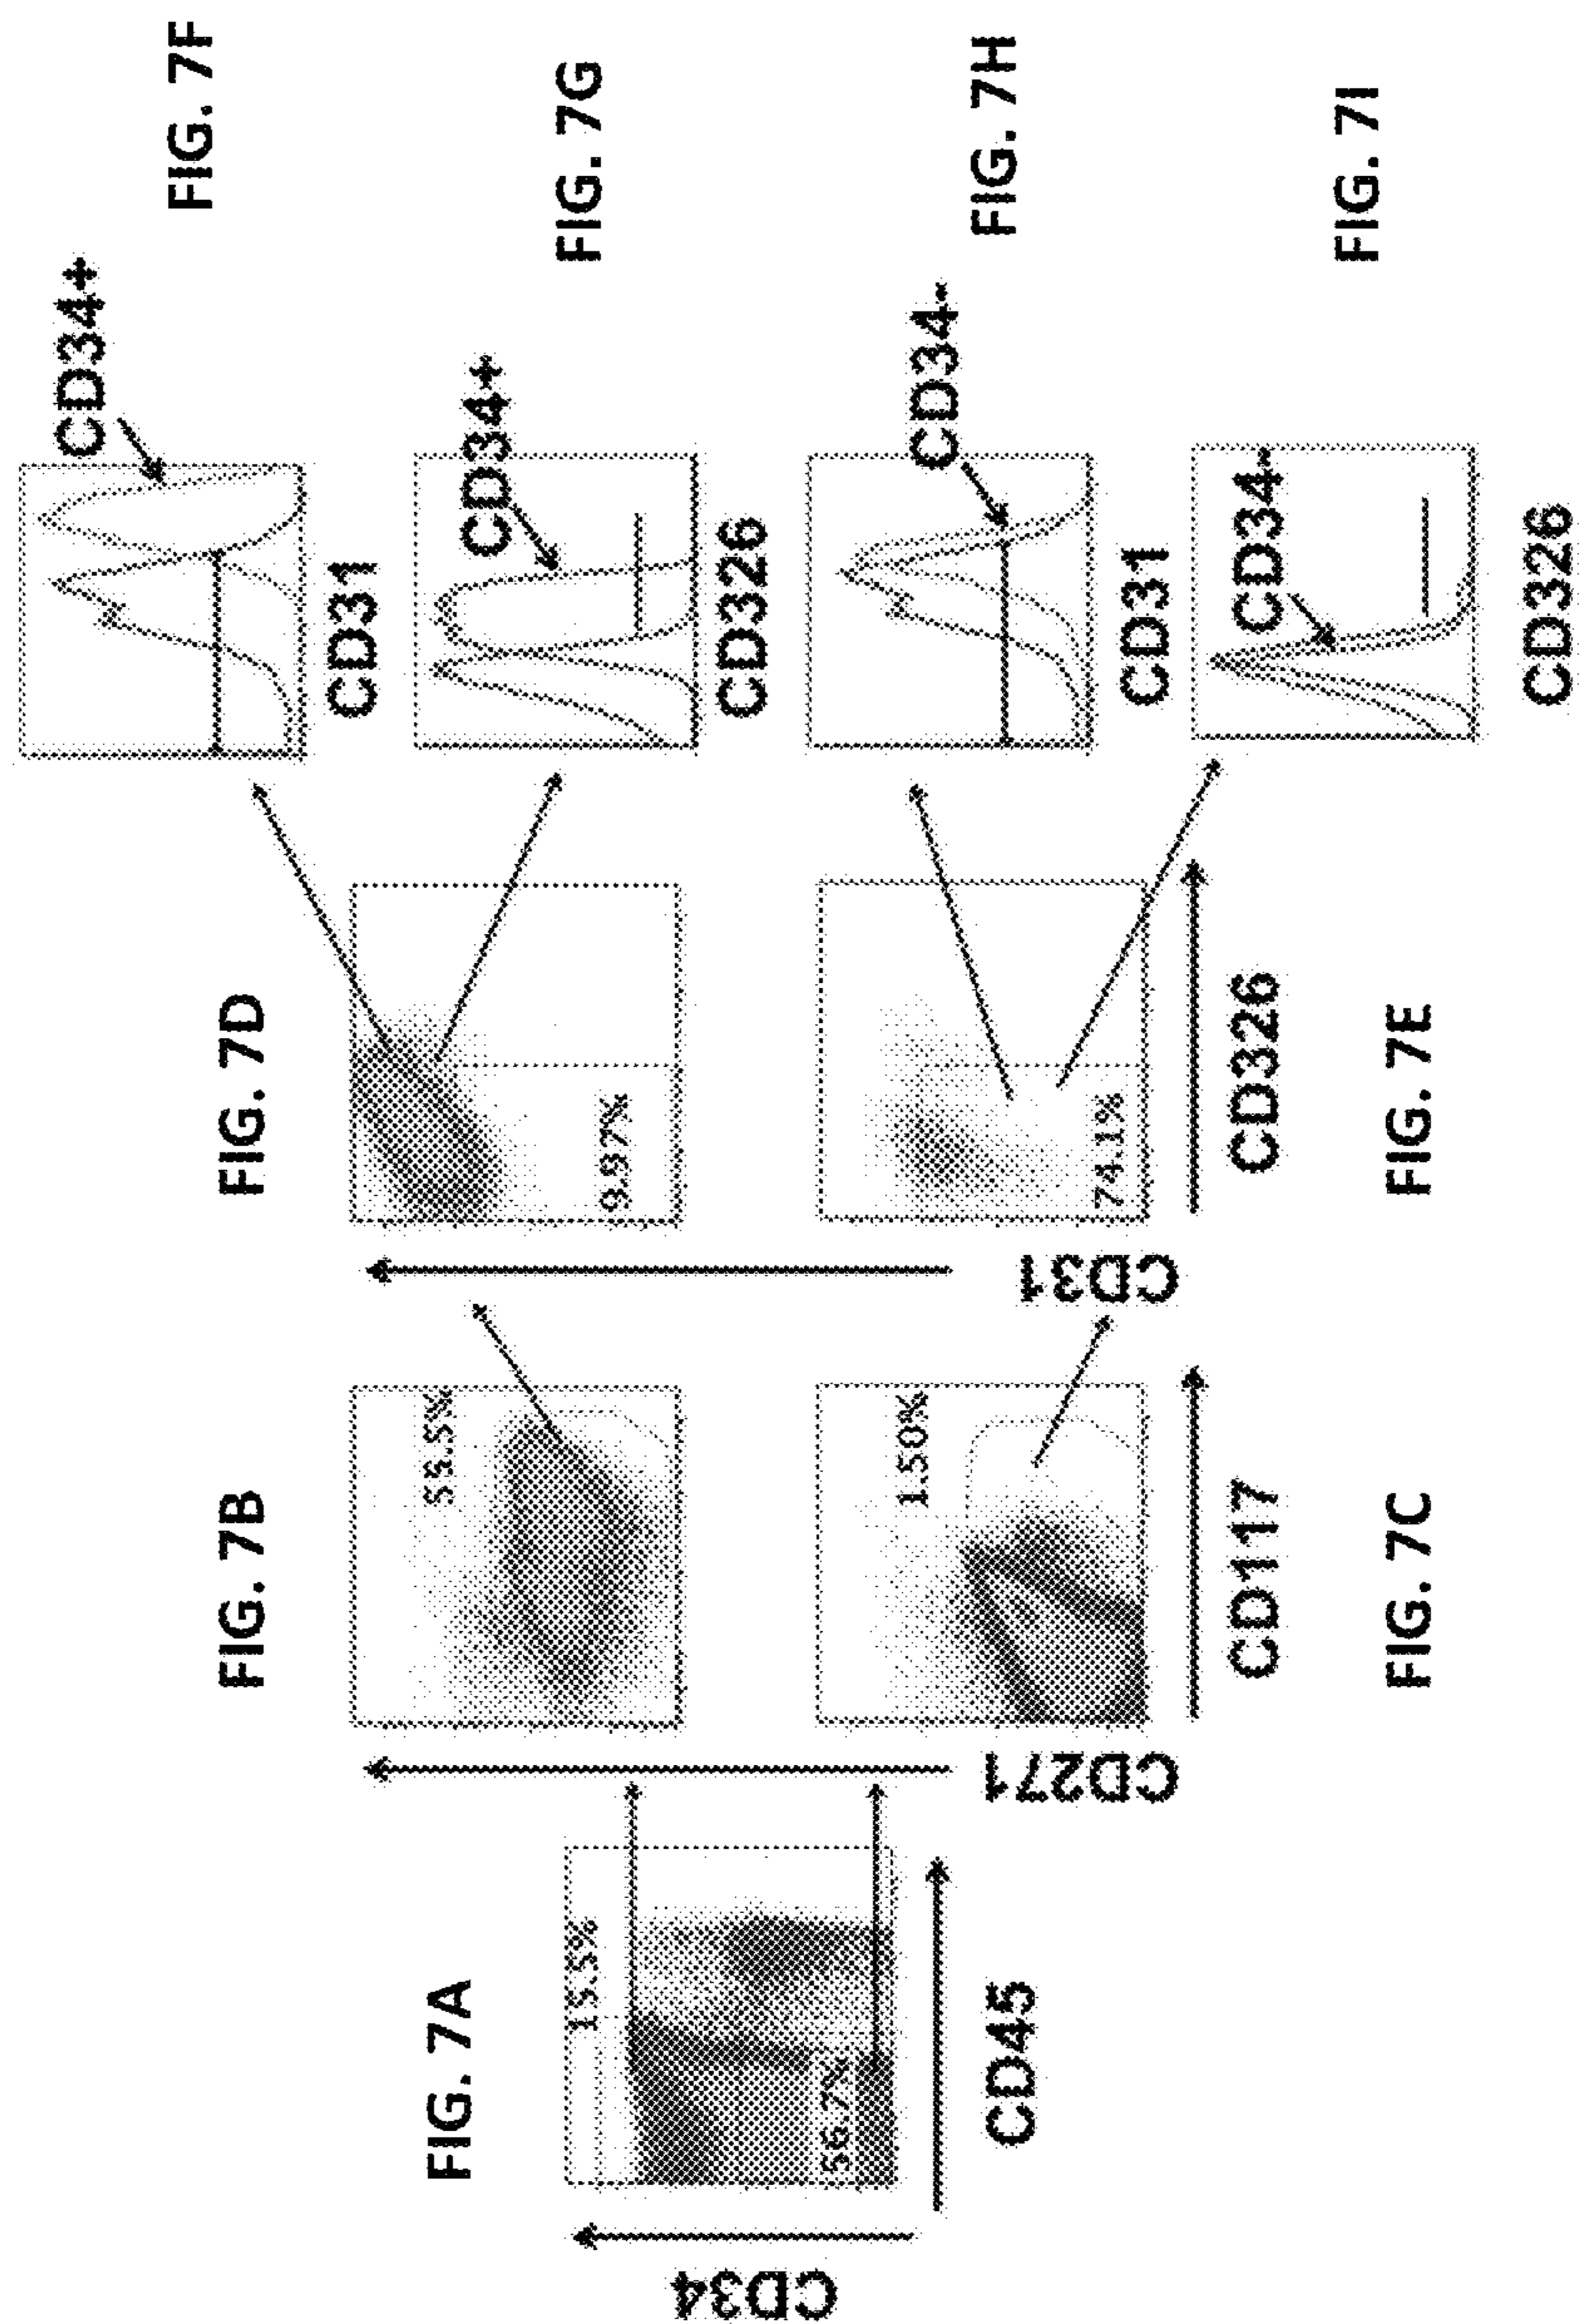 FIG. 7A
15.5%
56.7%
CD34
CD45
FIG. 7B
55.5%
1.50%
CD271
CD117
FIG. 7C
FIG. 7D
9.97%
74.1%
CD31
CD326
FIG. 7E
CD34+
CD31
FIG. 7F
CD34+
CD326
FIG. 7G
CD34-
CD31
FIG. 7H
CD34-
CD326
FIG. 7I